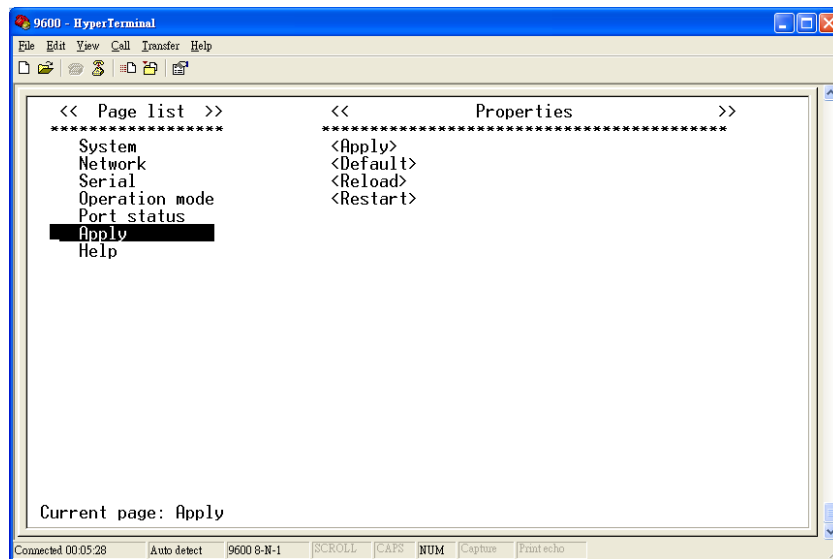 9600 - HyperTerminal
File Edit View Call Transfer Help
<< Page list >> << Properties >>
****************** ******************************************
System <Apply>
Network <Default>
Serial <Reload>
Operation mode <Restart>
Port status
Apply
Help
Current page: Apply
Connected 00:05:28 Auto detect 9600 8-N-1 SCROLL CAPS NUM Capture Print echo